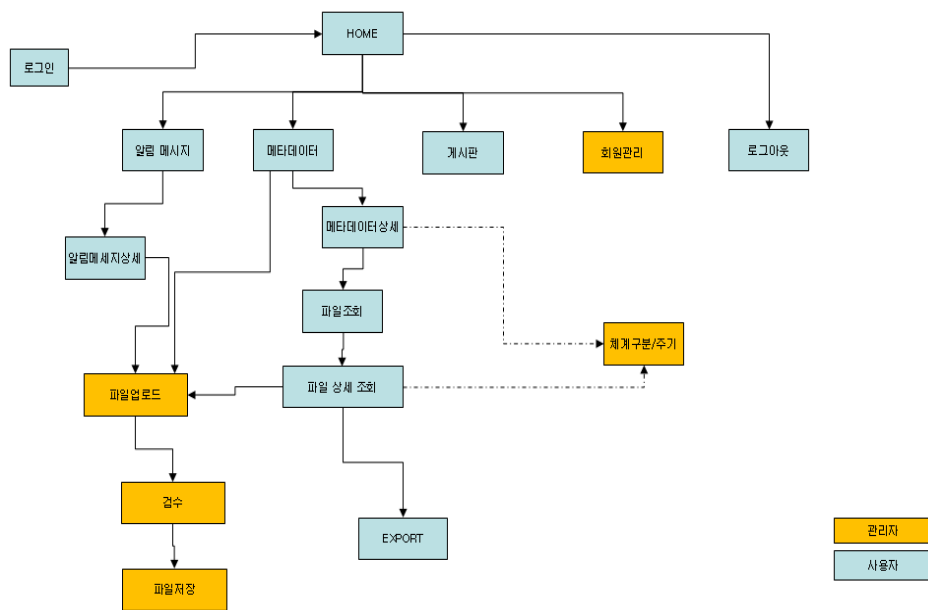 HOME
로그인
알림 메시지
메타데이터
게시판
회원관리
로그아웃
메타데이터상세
알림메세지상세
파일조회
체계구분/주기
파일 상세 조회
파일업로드
검수
EXPORT
관리자
사용자
파일저장